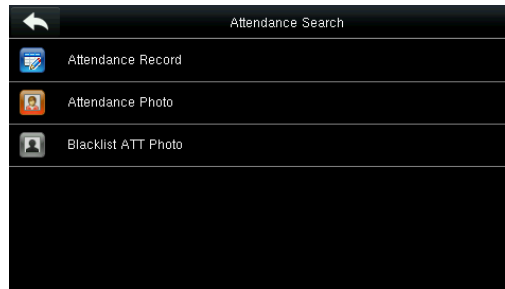 Attendance Search
Attendance Record
Attendance Photo
Blacklist ATT Photo